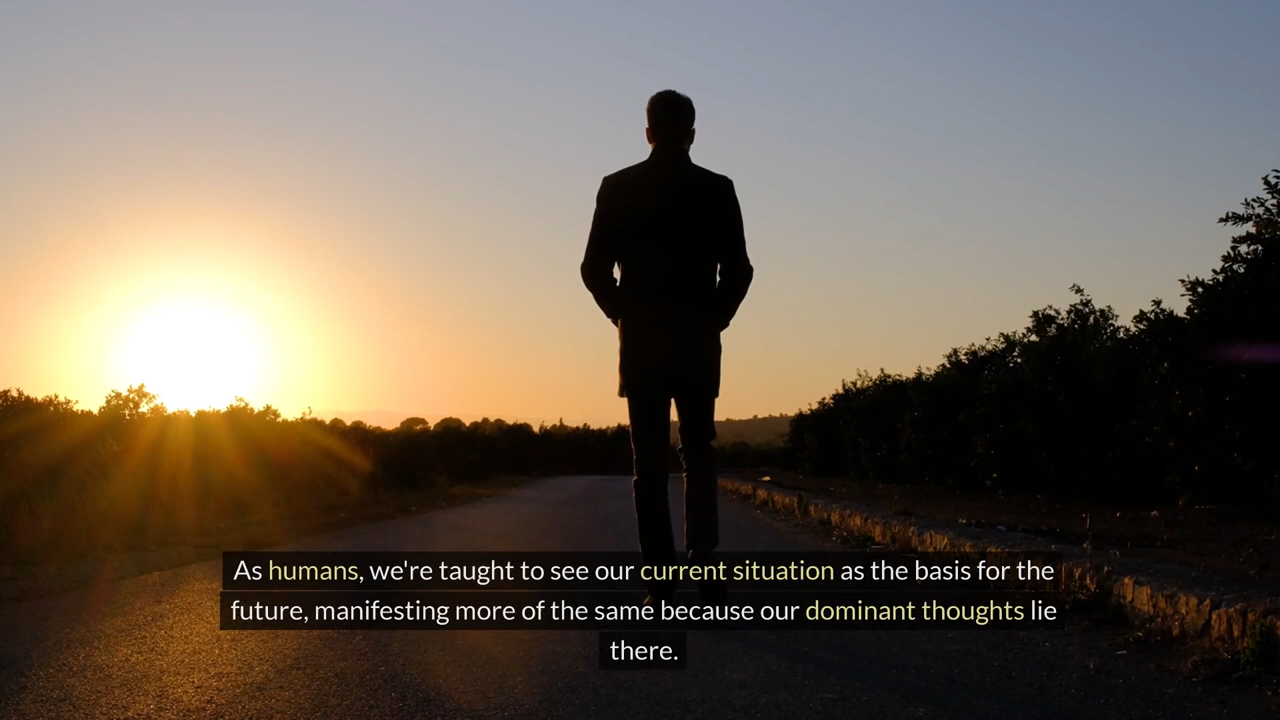 As humans, we're taught to see our current situation as the basis for the
future, manifesting more of the same because our dominant thoughts lie
there.